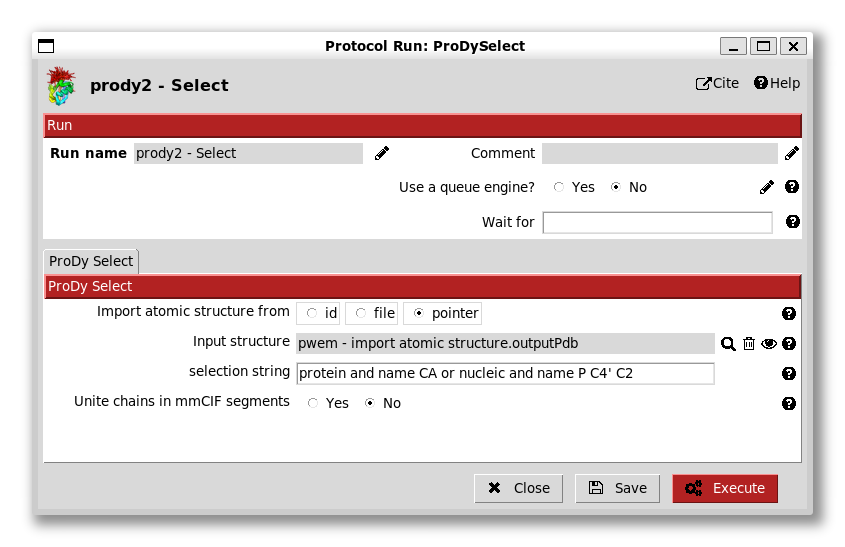 Protocol Run: ProDySelect
prody2 - Select
Cite Help
Run
Run name prody2 - Select Comment
Use a queue engine? Yes No
Wait for
ProDy Select
ProDy Select
Import atomic structure from id file pointer
Input structure pwem - import atomic structure.outputPdb
selection string protein and name CA or nucleic and name P C4' C2
Unite chains in mmCIF segments Yes No
Close Save Execute